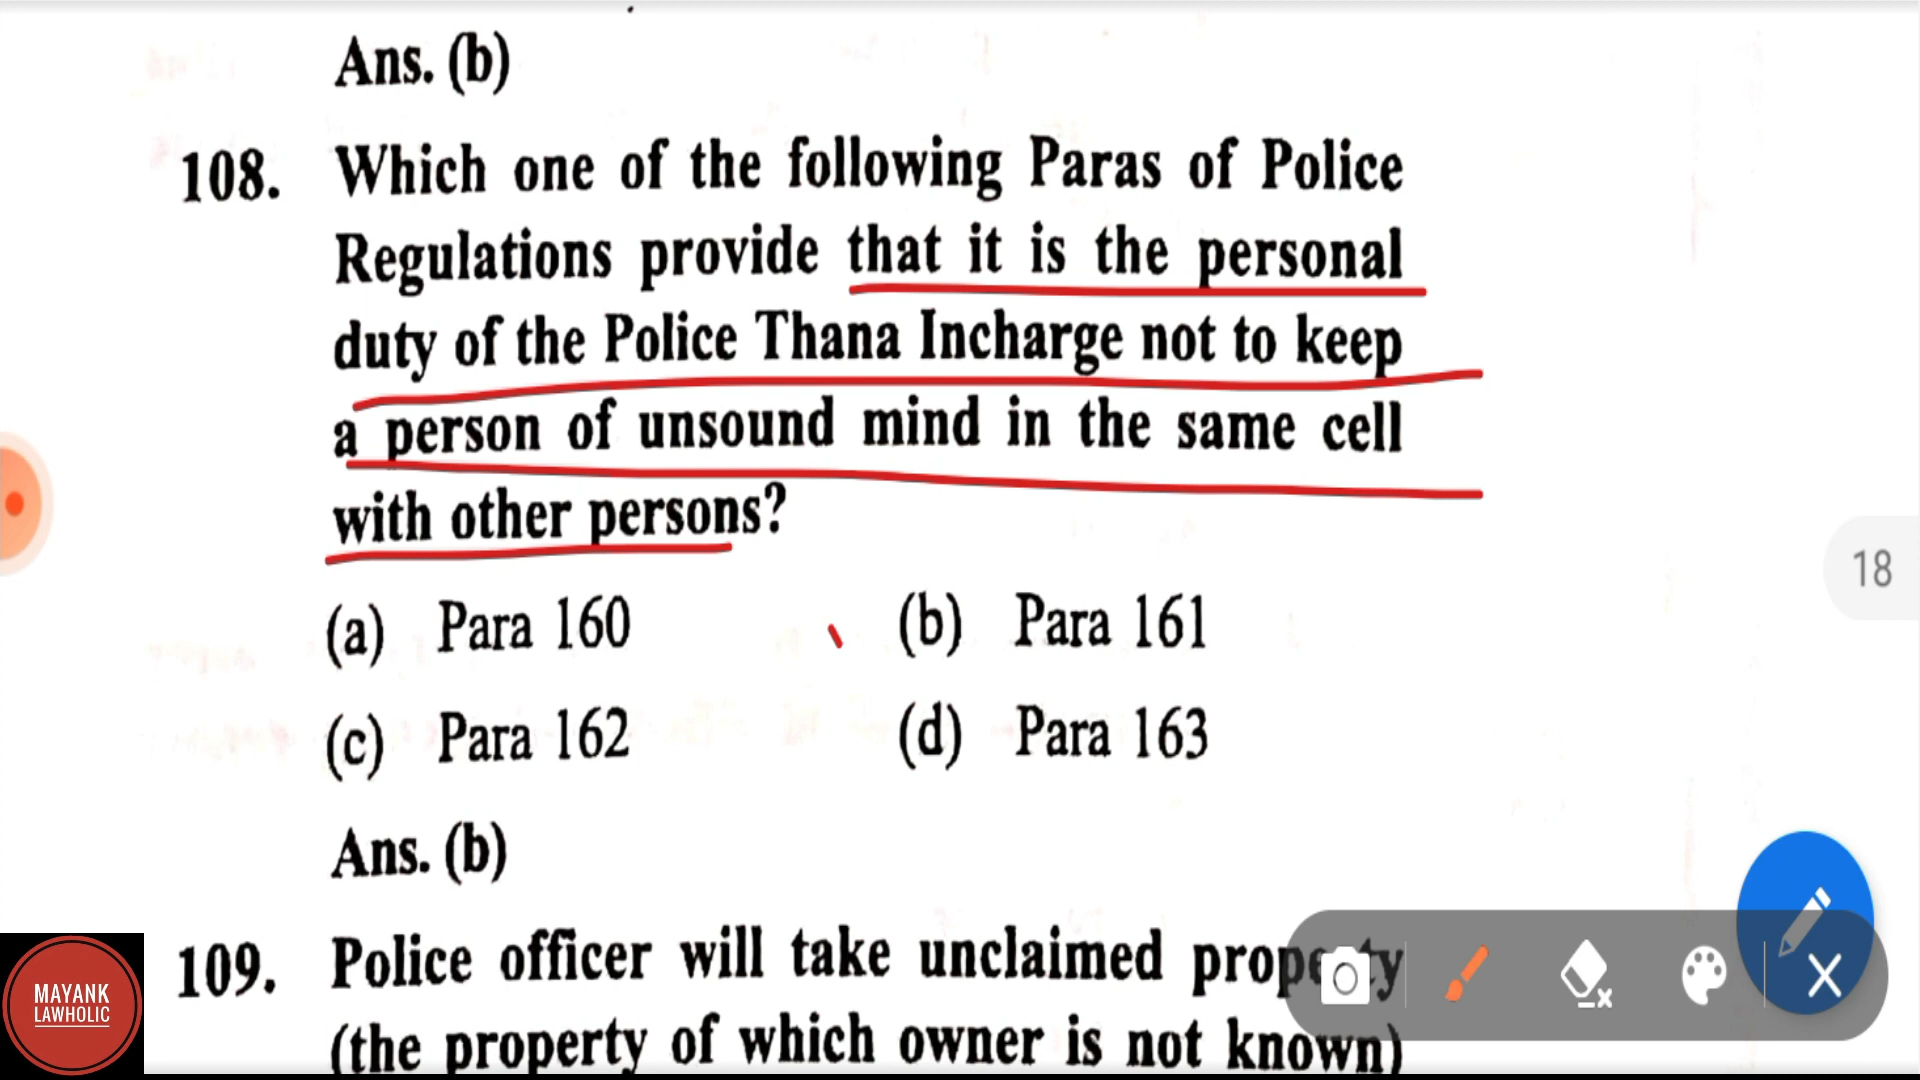 Ans. (b)
108. Which one of the following Paras of Police
Regulations provide that it is the personal
duty of the Police Thana Incharge not to keep
a person of unsound mind in the same cell
with other persons?
(a) Para 160 (b) Para 161
(c) Para 162 (d) Para 163
Ans. (b)
18
109. Police officer will take unclaimed property
(the property of which owner is not known)
MAYANK
LAWHOLIC